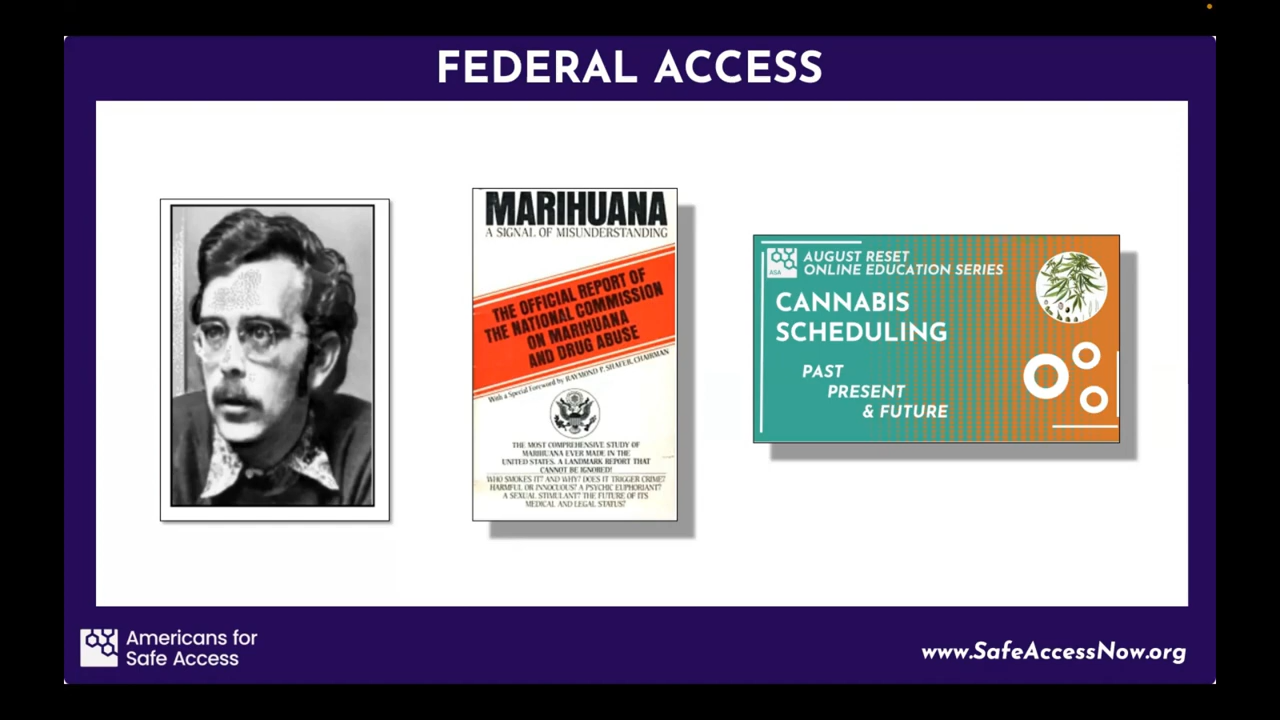 FEDERAL ACCESS
MARIHUANA
A SIGNAL OF MISUNDERSTANDING
THE OFFICIAL REPORT OF
THE NATIONAL COMMISSION
ON MARIHUANA
AND DRUG ABUSE
With a Special Foreword by RAYMOND P. SHAFER, CHAIRMAN
THE MOST COMPREHENSIVE STUDY OF
MARIHUANA EVER MADE IN THE
UNITED STATES. A LANDMARK REPORT THAT
CANNOT BE IGNORED!
WHO SMOKES IT? AND WHY? DOES IT TRIGGER CRIME?
HARMFUL OR INNOCUOUS? A PSYCHIC EUPHORIANT?
A SEXUAL STIMULANT? THE FUTURE OF ITS
MEDICAL AND LEGAL STATUS?
ASA
AUGUST RESET
ONLINE EDUCATION SERIES
CANNABIS
SCHEDULING
PAST
PRESENT
& FUTURE
Americans for
Safe Access
www.SafeAccessNow.org